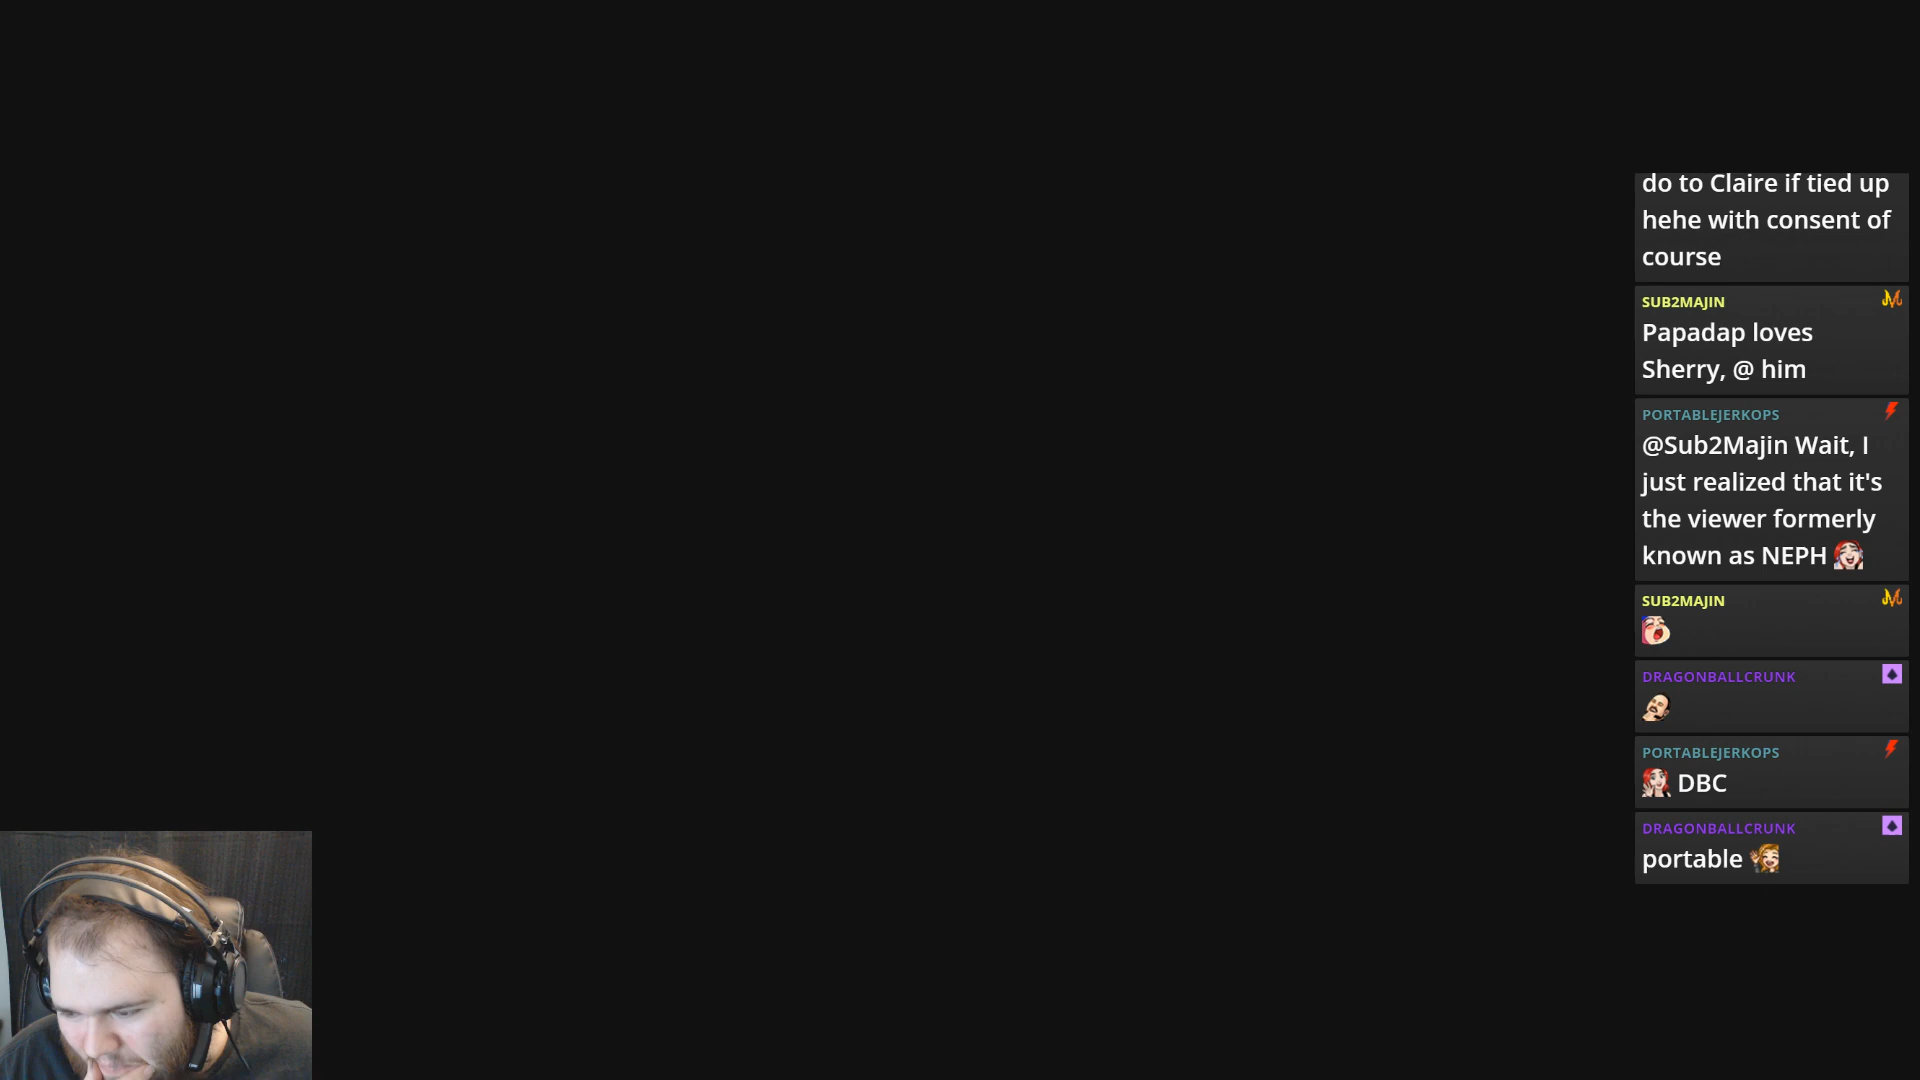 do to Claire if tied up
hehe with consent of
course
SUB2MAJIN
Papadap loves
Sherry, @ him
PORTABLEJERKOPS
@Sub2Majin Wait, I
just realized that it's
the viewer formerly
known as NEPH
SUB2MAJIN
DRAGONBALLCRUNK
PORTABLEJERKOPS
DBC
DRAGONBALLCRUNK
portable